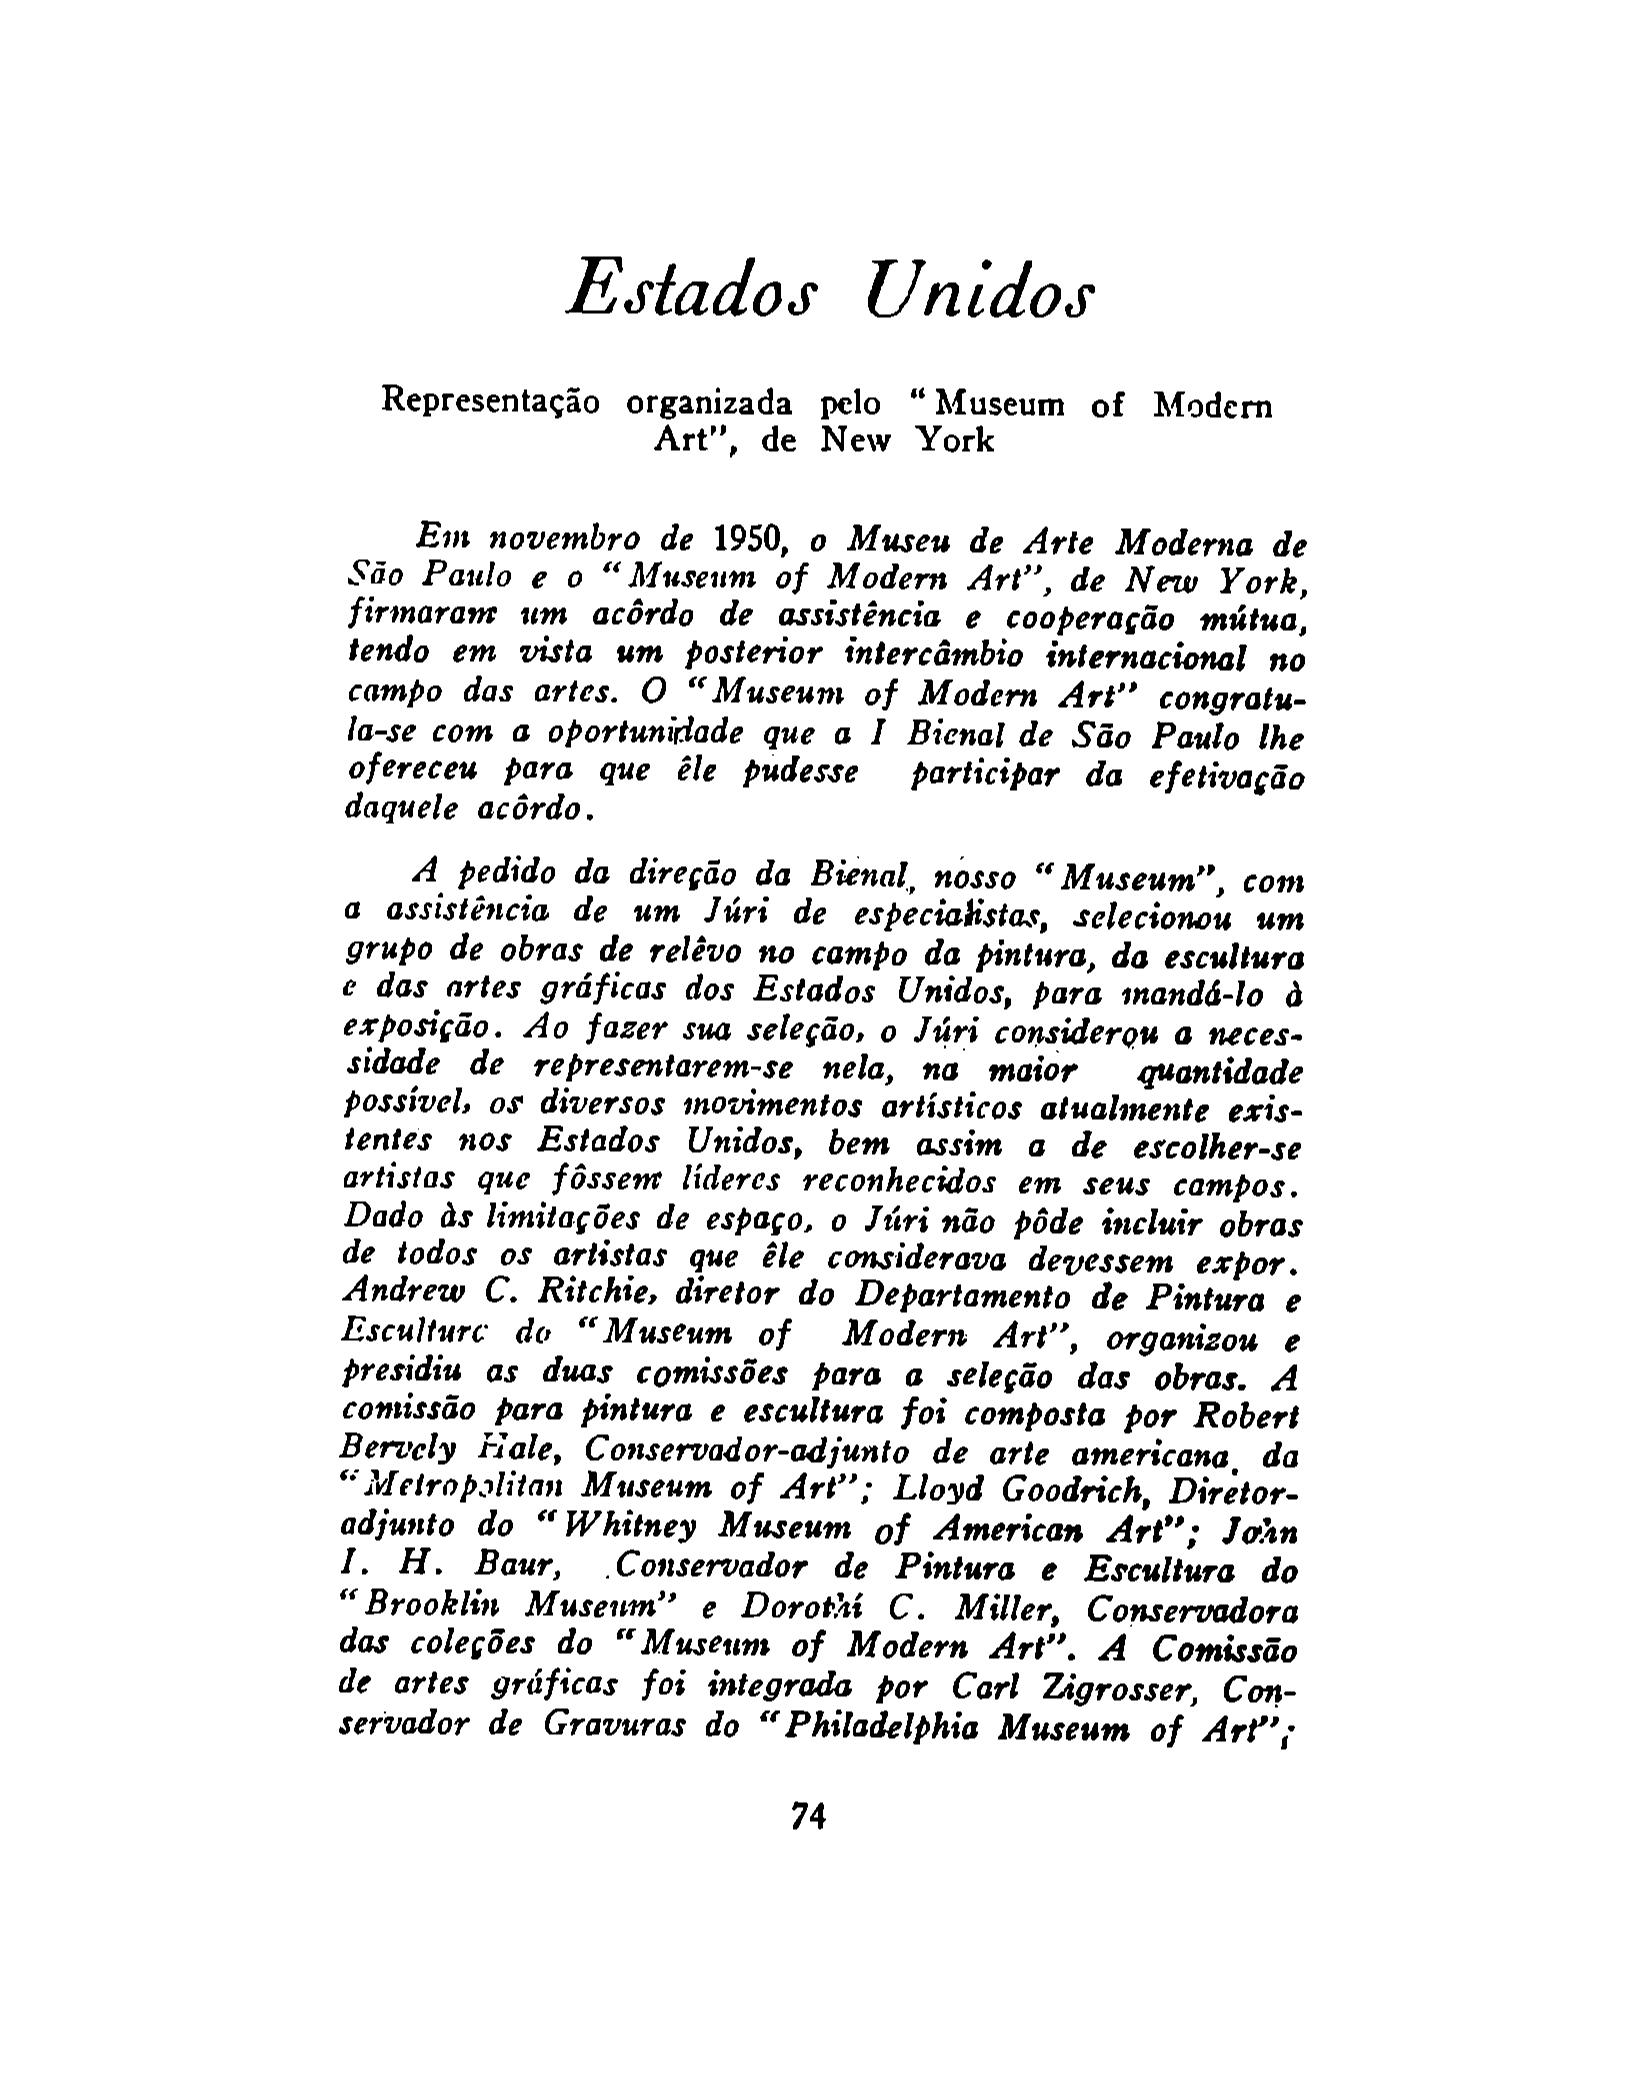 Estados Unidos
Representação organizada pelo "Museum of Modern
Art", de New York
Em novembro de 1950, o Museu de Arte Moderna de
São Paulo e o "Museum of Modern Art", de New York,
firmaram um acôrdo de assistência e cooperação mútua,
tendo em vista um posterior intercâmbio internacional no
campo das artes. O "Museum of Modern Art" congratu-
la-se com a oportunidade que a I Bienal de São Paulo lhe
ofereceu para que êle pudesse participar da efetivação
daquele acôrdo.
A pedido da direção da Bienal, nosso "Museum", com
a assistência de um Júri de especialistas, selecionou um
grupo de obras de relêvo no campo da pintura, da escultura
e das artes gráficas dos Estados Unidos, para mandá-lo à
exposição. Ao fazer sua seleção, o Júri considerou a neces-
sidade de representarem-se nela, na maior quantidade
possível, os diversos movimentos artísticos atualmente exis-
tentes nos Estados Unidos, bem assim a de escolher-se
artistas que fôssem líderes reconhecidos em seus campos.
Dado às limitações de espaço, o Júri não pôde incluir obras
de todos os artistas que êle considerava devessem expor.
Andrew C. Ritchie, diretor do Departamento de Pintura e
Escultura do "Museum of Modern Art", organizou e
presidiu as duas comissões para a seleção das obras. A
comissão para pintura e escultura foi composta por Robert
Bervely Hale, Conservador-adjunto de arte americana da
"Metropolitan Museum of Art"; Lloyd Goodrich, Diretor-
adjunto do "Whitney Museum of American Art"; John
I. H. Baur, Conservador de Pintura e Escultura do
"Brooklin Museum" e Dorothí C. Miller, Conservadora
das coleções do "Museum of Modern Art". A Comissão
de artes gráficas foi integrada por Carl Zigrosser, Con-
servador de Gravuras do "Philadelphia Museum of Art";
74